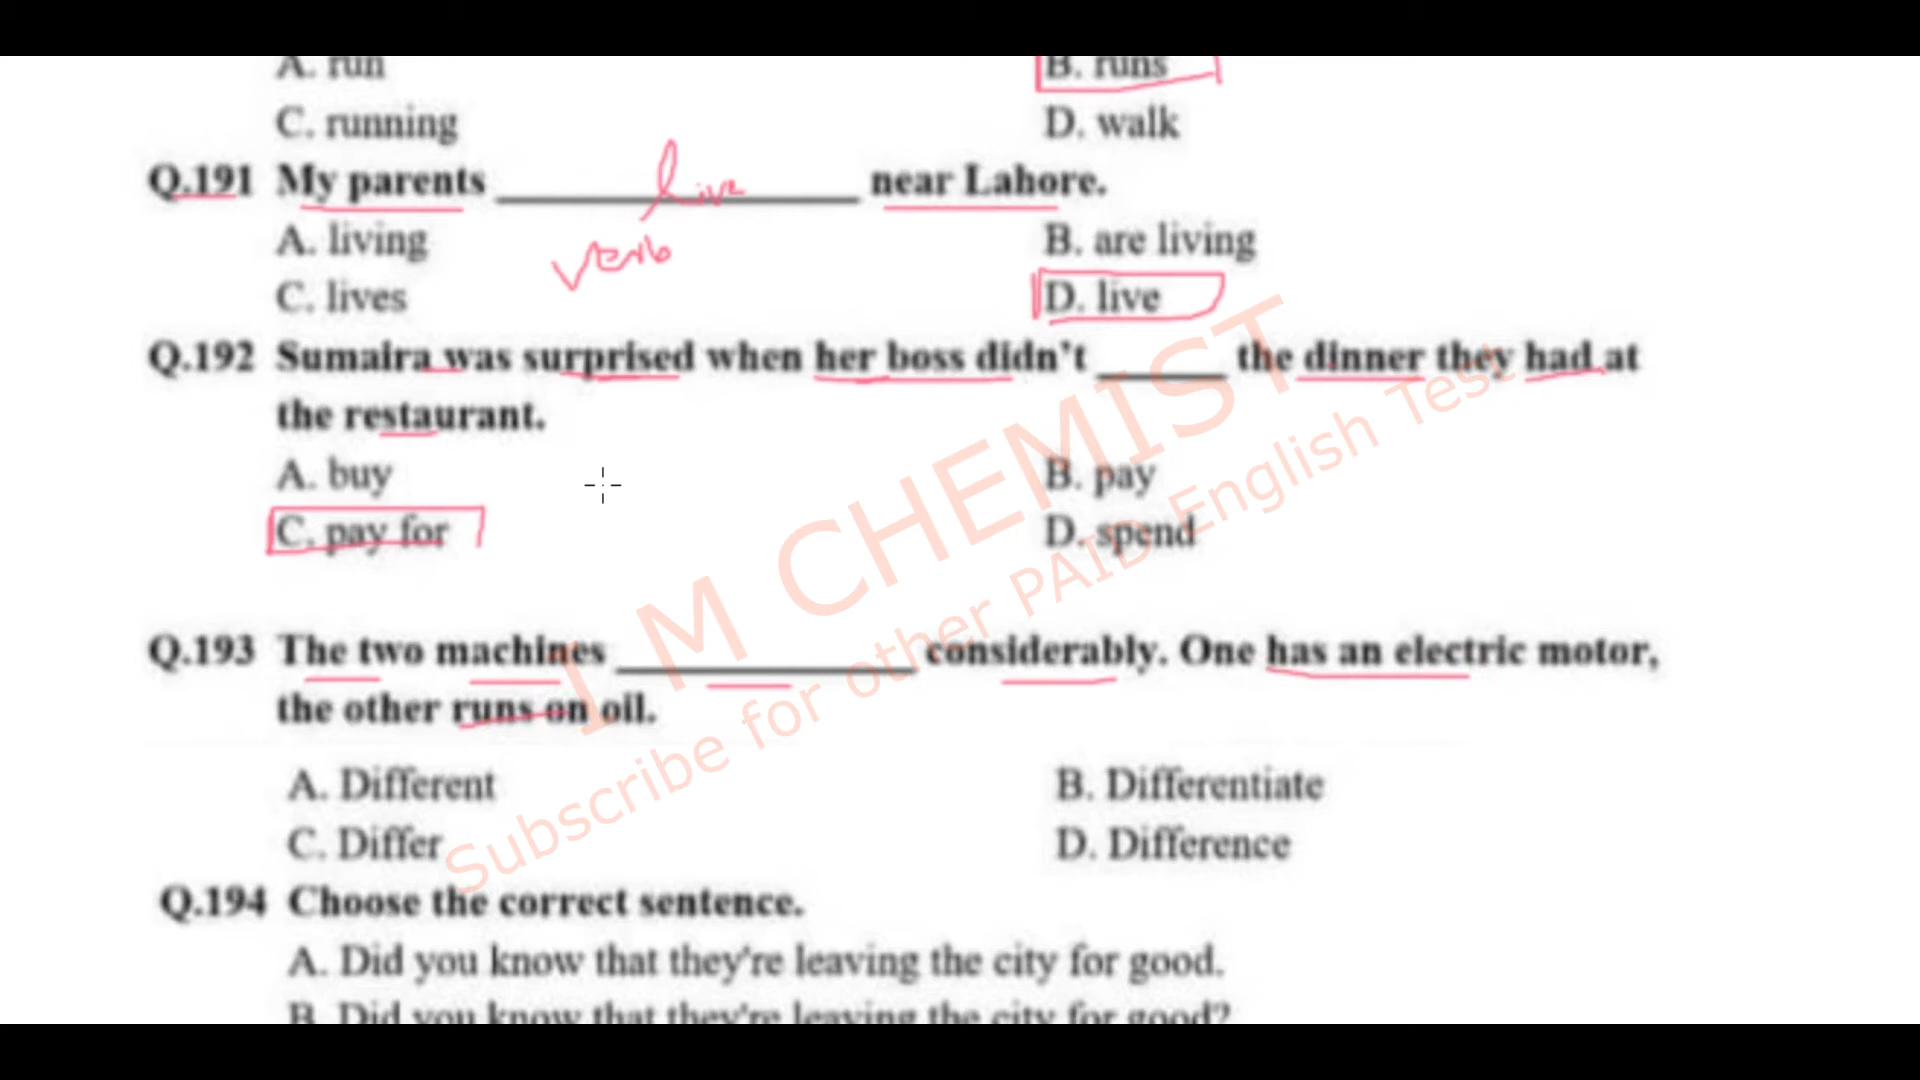 A. run
B. runs
C. running
D. walk
Q.191 My parents live near Lahore.
verb
A. living
B. are living
C. lives
D. live
Q.192 Sumaira was surprised when her boss didn't ______ the dinner they had at
the restaurant.
A. buy
B. pay
C. pay for
D. spend
Q.193 The two machines ______________ considerably. One has an electric motor,
the other runs on oil.
A. Different
B. Differentiate
C. Differ
D. Difference
Q.194 Choose the correct sentence.
A. Did you know that they're leaving the city for good.
B. Did you know that they're leaving the city for good?
I M CHEMIST
Subscribe for other PAID English Test